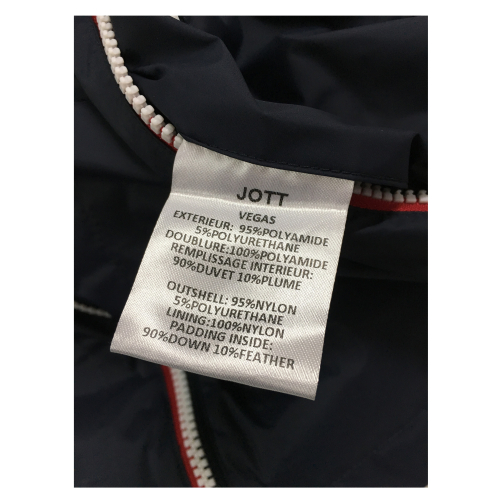 JOTT
VEGAS
EXTERIEUR: 95%POLYAMIDE
5%POLYURETHANE
DOUBLURE:100%POLYAMIDE
REMPLISSAGE INTERIEUR:
90%DUVET 10%PLUME
OUTSHELL: 95%NYLON
5%POLYURETHANE
LINING:100%NYLON
PADDING INSIDE:
90%DOWN 10%FEATHER